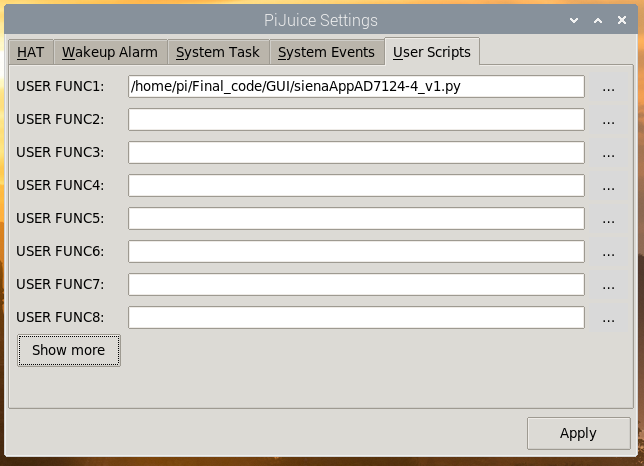 PiJuice Settings
HAT Wakeup Alarm System Task System Events User Scripts
USER FUNC1: /home/pi/Final_code/GUI/sienaAppAD7124-4_v1.py ...
USER FUNC2: ...
USER FUNC3: ...
USER FUNC4: ...
USER FUNC5: ...
USER FUNC6: ...
USER FUNC7: ...
USER FUNC8: ...
Show more
Apply